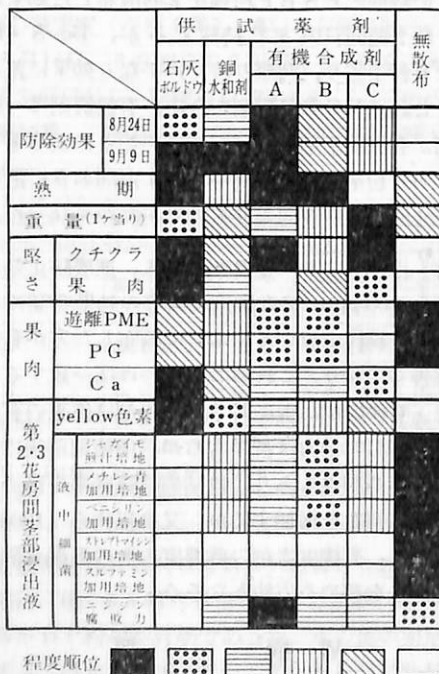 供試薬剤
無散布
石灰ボルドウ
銅水和剤
有機合成剤
A B C
防除効果
8月24日
9月9日
熟期
重量(1ヶ当り)
堅さ
クチクラ
果肉
果肉
遊離PME
PG
Ca
第2・3花房間茎部浸出液
yellow色素
液中細菌
ジャガイモ煎汁培地
メチレン青加用培地
ペニシリン加用培地
ストレプトマイシン加用培地
スルファミン加用培地
腐敗力
程度順位